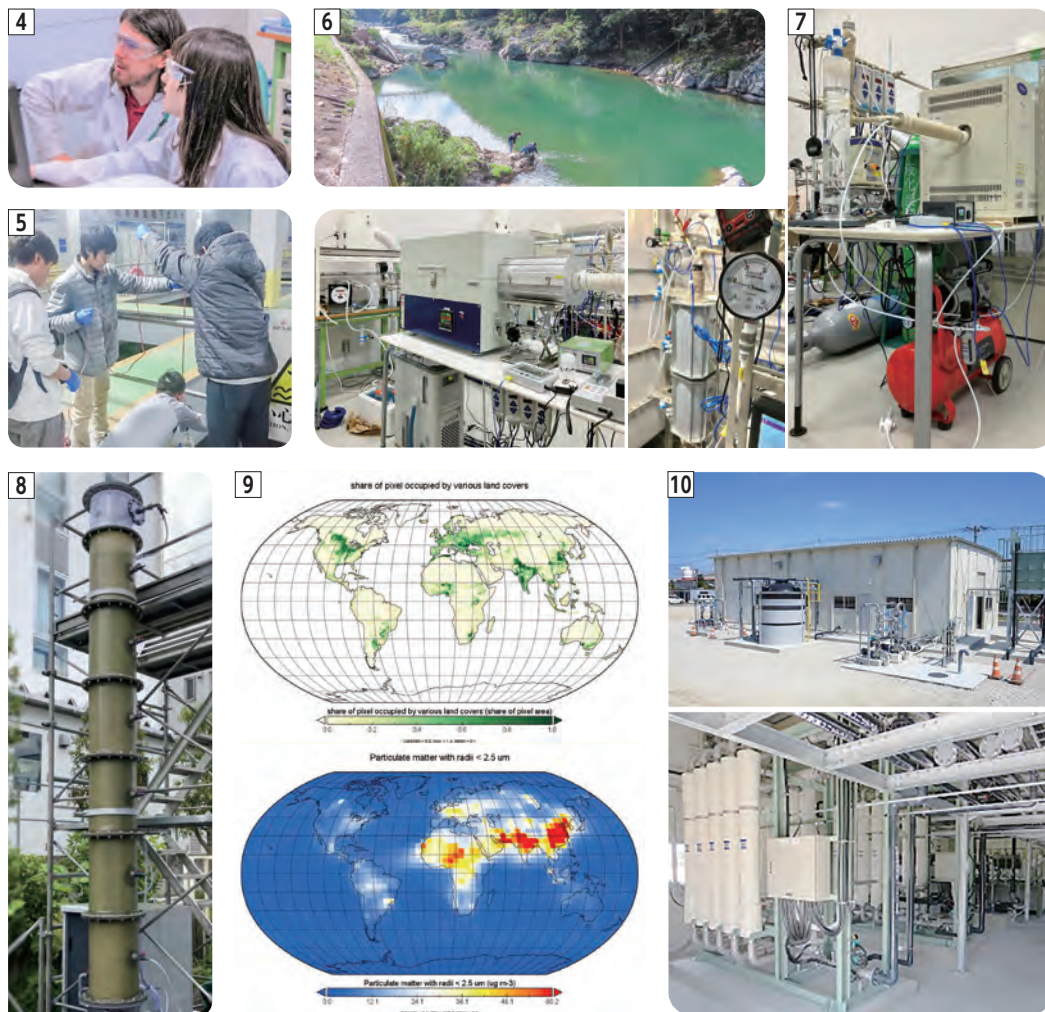 4
6
7
5
心
8
9
10
share of pixel occupied by various land covers
share of pixel occupied by various land covers (share of pixel area)
0.0 0.2 0.4 0.6 0.8 1.0
Particulate matter with radii < 2.5 um
Particulate matter with radii < 2.5 um (ug m-3)
0.0 12.1 24.1 36.1 48.1 60.2